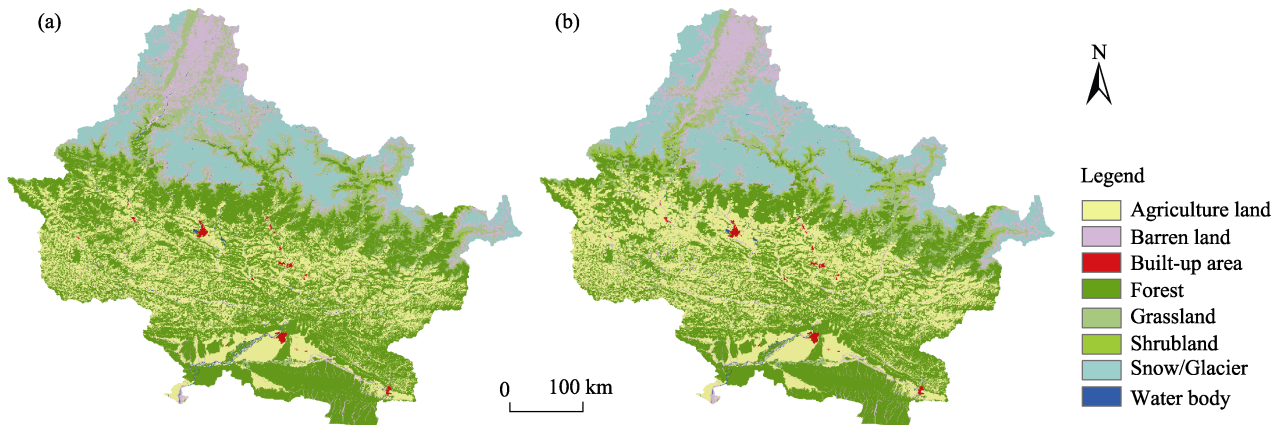 (a)
(b)
N
Legend
Agriculture land
Barren land
Built-up area
Forest
Grassland
Shrubland
Snow/Glacier
Water body
0 100 km